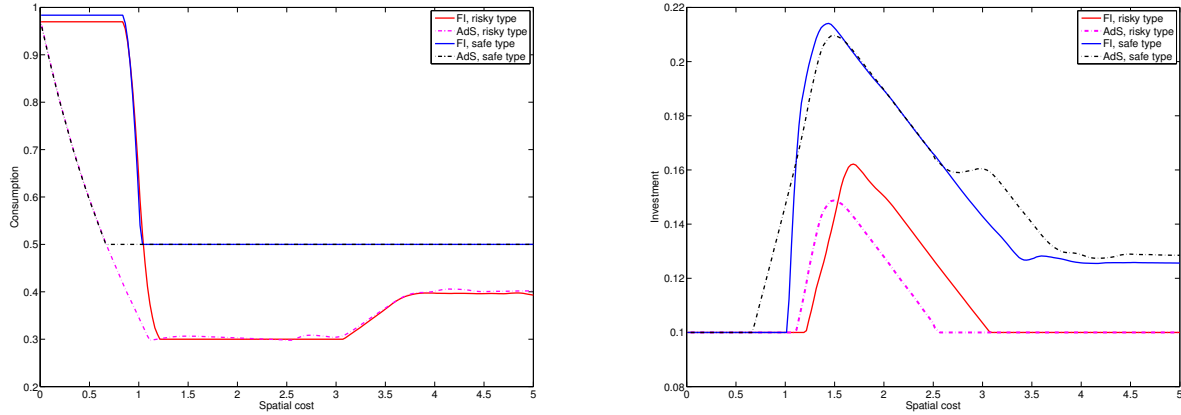 1
0.9
0.8
0.7
0.6
0.5
0.4
0.3
0.2
Consumption
0 0.5 1 1.5 2 2.5 3 3.5 4 4.5 5
Spatial cost
FI, risky type
AdS, risky type
FI, safe type
AdS, safe type
0.22
0.2
0.18
0.16
0.14
0.12
0.1
0.08
Investment
0 0.5 1 1.5 2 2.5 3 3.5 4 4.5 5
Spatial cost
FI, risky type
AdS, risky type
FI, safe type
AdS, safe type